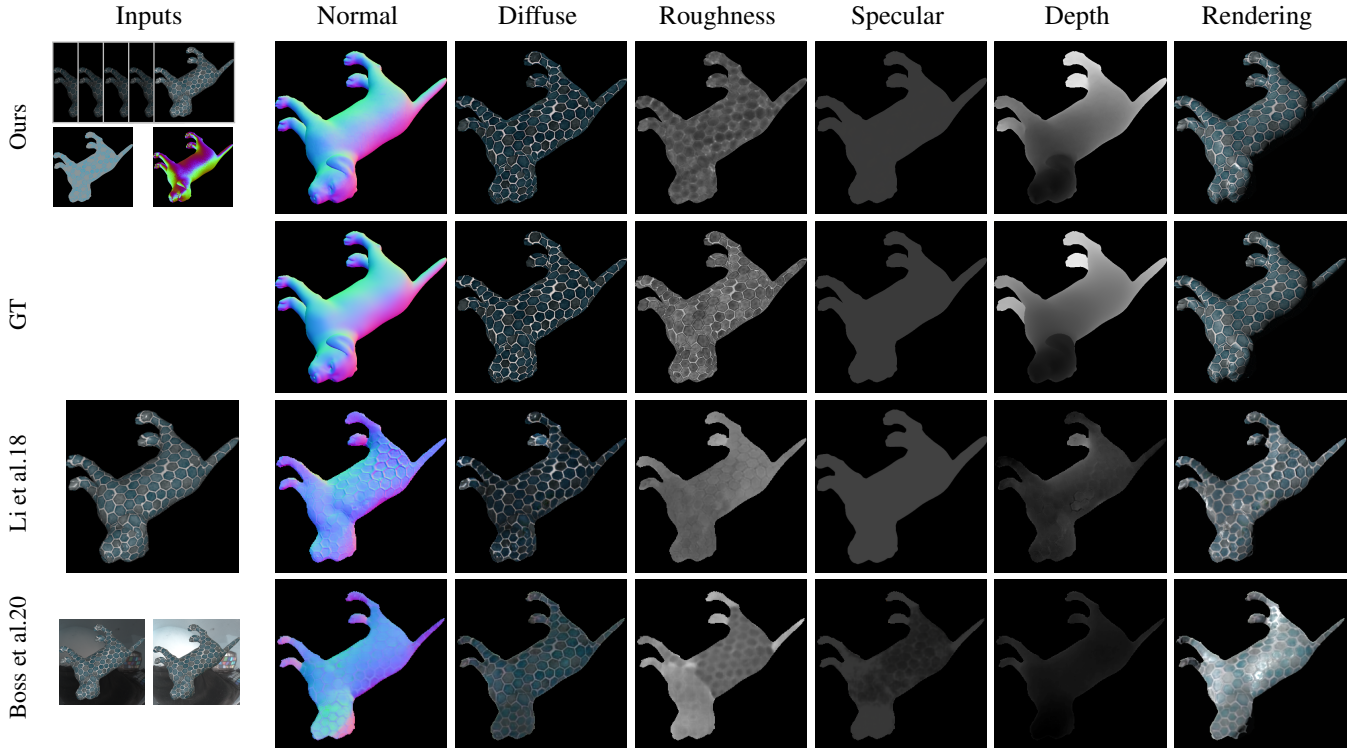 Inputs Normal Diffuse Roughness Specular Depth Rendering
Ours
GT
Li et al.18
Boss et al.20